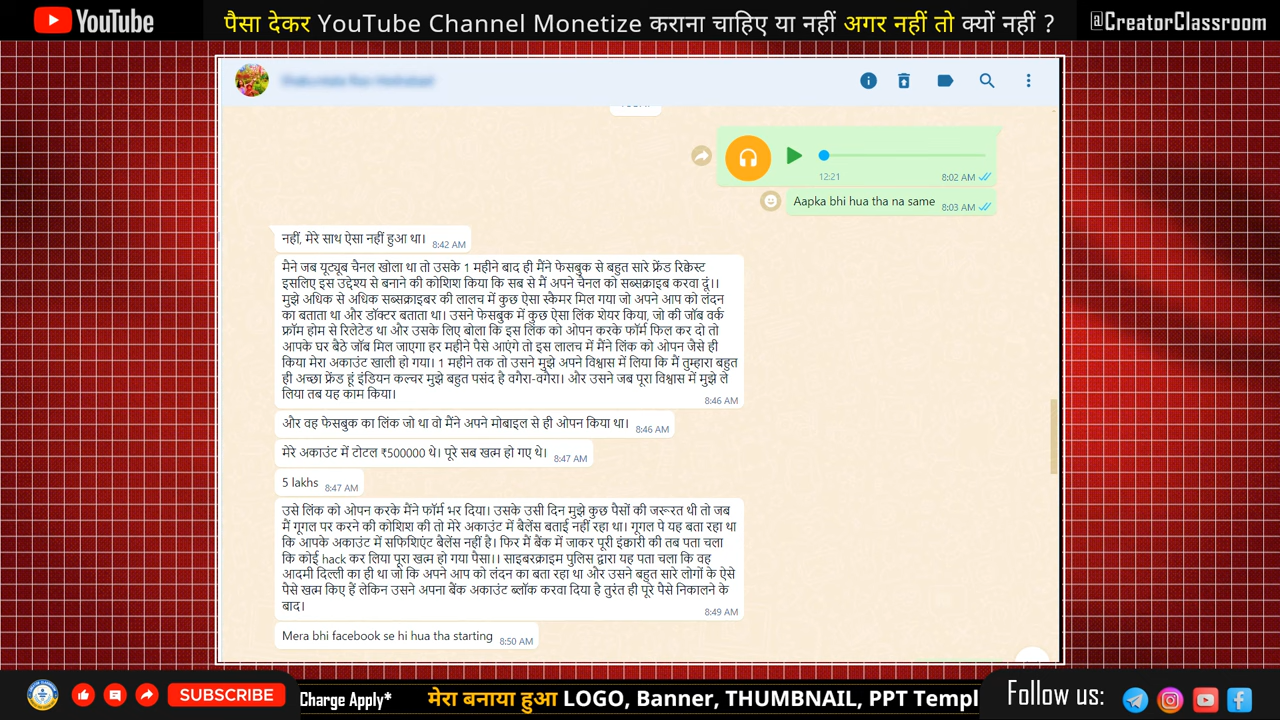 YouTube
पैसा देकर YouTube Channel Monetize कराना चाहिए या नहीं अगर नहीं तो क्यों नहीं ?
@CreatorClassroom
12:21
8:02 AM
Aapka bhi hua tha na same 8:03 AM
नहीं, मेरे साथ ऐसा नहीं हुआ था। 8:42 AM
मैने जब यूट्यूब चैनल खोला था तो उसके 1 महीने बाद ही मैंने फेसबुक से बहुत सारे फ्रेंड रिक्वेस्ट
इसलिए इस उद्देश्य से बनाने की कोशिश किया कि सब से मैं अपने चैनल को सब्सक्राइब करवा दूं।।
मुझे अधिक से अधिक सब्सक्राइबर की लालच में कुछ ऐसा स्कैमर मिल गया जो अपने आप को लंदन
का बताता था और डॉक्टर बताता था। उसने फेसबुक में कुछ ऐसा लिंक शेयर किया, जो की जॉब वर्क
फ्रॉम होम से रिलेटेड था और उसके लिए बोला कि इस लिंक को ओपन करके फॉर्म फिल कर दो तो
आपके घर बैठे जॉब मिल जाएगा हर महीने पैसे आएंगे तो इस लालच में मैंने लिंक को ओपन जैसे ही
किया मेरा अकाउंट खाली हो गया। 1 महीने तक तो उसने मुझे अपने विश्वास में लिया कि मैं तुम्हारा बहुत
ही अच्छा फ्रेंड हूं इंडियन कल्चर मुझे बहुत पसंद है वगैरा-वगैरा। और उसने जब पूरा विश्वास में मुझे ले
लिया तब यह काम किया।
8:46 AM
और वह फेसबुक का लिंक जो था वो मैंने अपने मोबाइल से ही ओपन किया था। 8:46 AM
मेरे अकाउंट में टोटल ₹500000 थे। पूरे सब खत्म हो गए थे। 8:47 AM
5 lakhs 8:47 AM
उसे लिंक को ओपन करके मैंने फॉर्म भर दिया। उसके उसी दिन मुझे कुछ पैसों की जरूरत थी तो जब
मैं गूगल पर करने की कोशिश की तो मेरे अकाउंट में बैलेंस बताई नहीं रहा था। गूगल पे यह बता रहा था
कि आपके अकाउंट में सफिशिएंट बैलेंस नहीं है। फिर मैं बैंक में जाकर पूरी इंक्वारी की तब पता चला
कि कोई hack कर लिया पूरा खत्म हो गया पैसा।। साइबरक्राइम पुलिस द्वारा यह पता चला कि वह
आदमी दिल्ली का ही था जो कि अपने आप को लंदन का बता रहा था और उसने बहुत सारे लोगों के ऐसे
पैसे खत्म किए हैं लेकिन उसने अपना बैंक अकाउंट ब्लॉक करवा दिया है तुरंत ही पूरे पैसे निकालने के
बाद।
8:49 AM
Mera bhi facebook se hi hua tha starting 8:50 AM
SUBSCRIBE
Charge Apply* मेरा बनाया हुआ LOGO, Banner, THUMBNAIL, PPT Templ
Follow us: